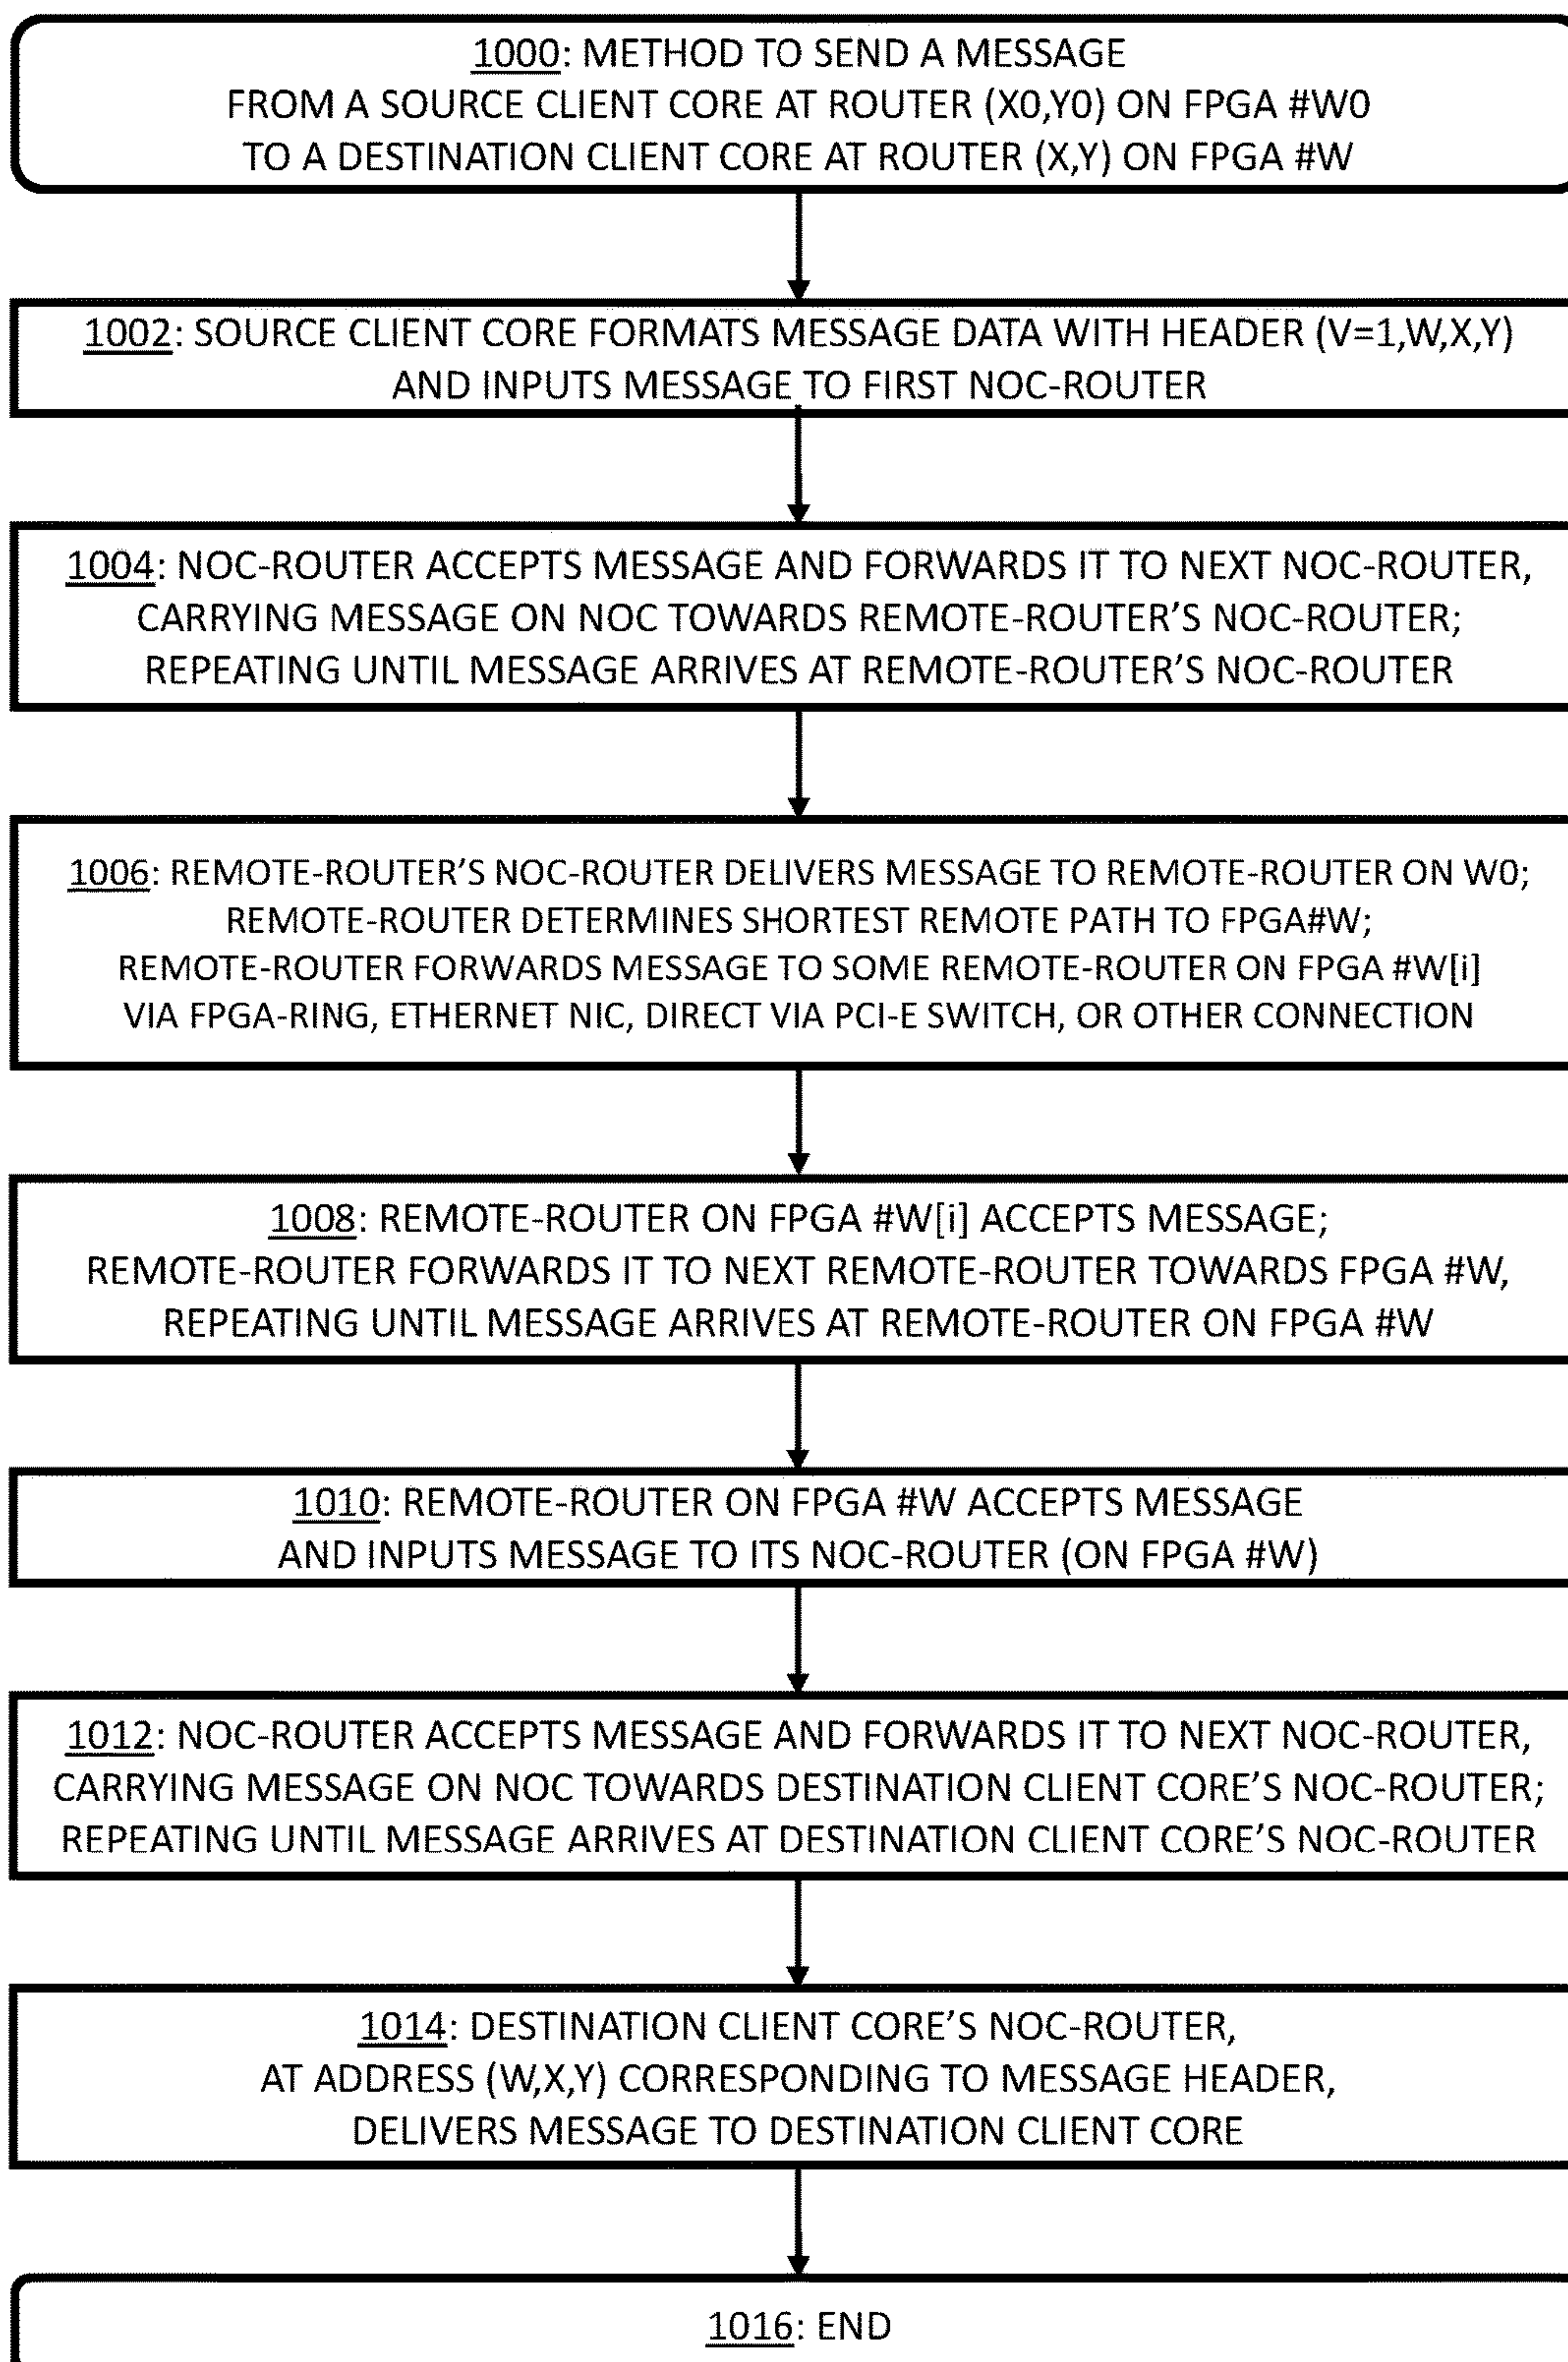 1000: METHOD TO SEND A MESSAGE
FROM A SOURCE CLIENT CORE AT ROUTER (X0,Y0) ON FPGA #W0
TO A DESTINATION CLIENT CORE AT ROUTER (X,Y) ON FPGA #W
1002: SOURCE CLIENT CORE FORMATS MESSAGE DATA WITH HEADER (V=1,W,X,Y)
AND INPUTS MESSAGE TO FIRST NOC-ROUTER
1004: NOC-ROUTER ACCEPTS MESSAGE AND FORWARDS IT TO NEXT NOC-ROUTER,
CARRYING MESSAGE ON NOC TOWARDS REMOTE-ROUTER'S NOC-ROUTER;
REPEATING UNTIL MESSAGE ARRIVES AT REMOTE-ROUTER'S NOC-ROUTER
1006: REMOTE-ROUTER'S NOC-ROUTER DELIVERS MESSAGE TO REMOTE-ROUTER ON W0;
REMOTE-ROUTER DETERMINES SHORTEST REMOTE PATH TO FPGA#W;
REMOTE-ROUTER FORWARDS MESSAGE TO SOME REMOTE-ROUTER ON FPGA #W[i]
VIA FPGA-RING, ETHERNET NIC, DIRECT VIA PCI-E SWITCH, OR OTHER CONNECTION
1008: REMOTE-ROUTER ON FPGA #W[i] ACCEPTS MESSAGE;
REMOTE-ROUTER FORWARDS IT TO NEXT REMOTE-ROUTER TOWARDS FPGA #W,
REPEATING UNTIL MESSAGE ARRIVES AT REMOTE-ROUTER ON FPGA #W
1010: REMOTE-ROUTER ON FPGA #W ACCEPTS MESSAGE
AND INPUTS MESSAGE TO ITS NOC-ROUTER (ON FPGA #W)
1012: NOC-ROUTER ACCEPTS MESSAGE AND FORWARDS IT TO NEXT NOC-ROUTER,
CARRYING MESSAGE ON NOC TOWARDS DESTINATION CLIENT CORE'S NOC-ROUTER;
REPEATING UNTIL MESSAGE ARRIVES AT DESTINATION CLIENT CORE'S NOC-ROUTER
1014: DESTINATION CLIENT CORE'S NOC-ROUTER,
AT ADDRESS (W,X,Y) CORRESPONDING TO MESSAGE HEADER,
DELIVERS MESSAGE TO DESTINATION CLIENT CORE
1016: END